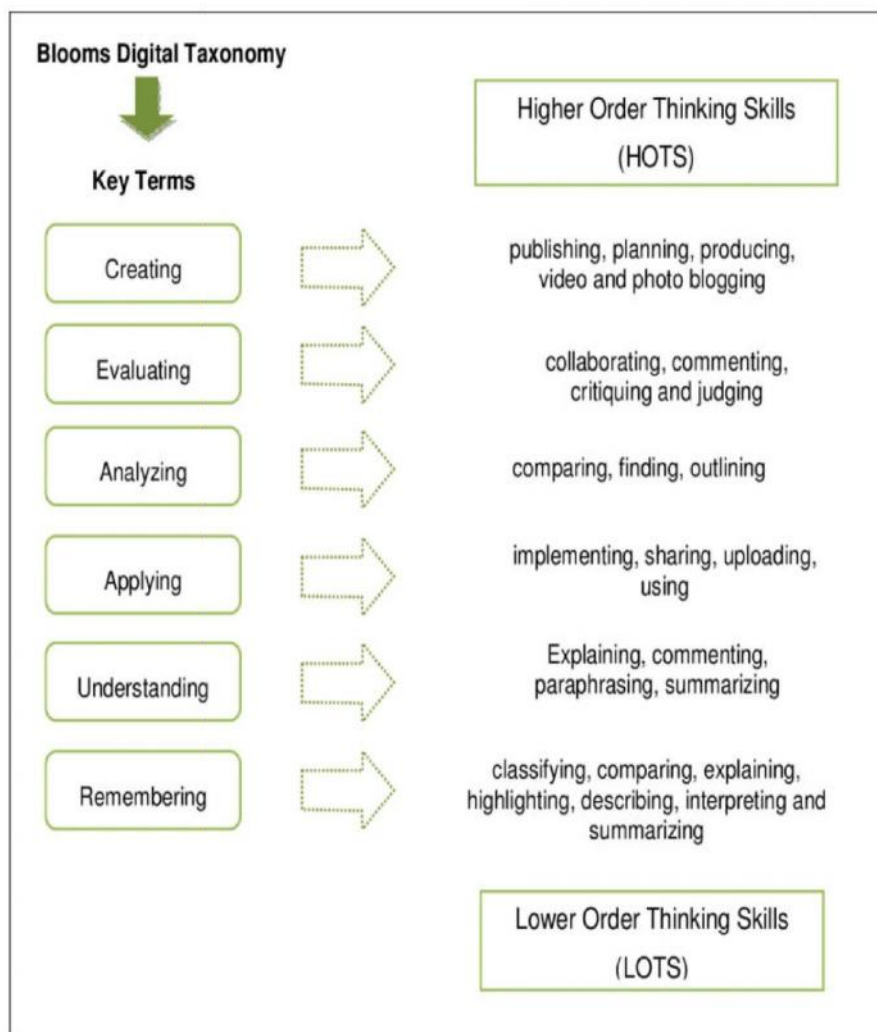 Blooms Digital Taxonomy
Higher Order Thinking Skills
(HOTS)
Key Terms
Creating
publishing, planning, producing,
video and photo blogging
Evaluating
collaborating, commenting,
critiquing and judging
Analyzing
comparing, finding, outlining
Applying
implementing, sharing, uploading,
using
Understanding
Explaining, commenting,
paraphrasing, summarizing
Remembering
classifying, comparing, explaining,
highlighting, describing, interpreting and
summarizing
Lower Order Thinking Skills
(LOTS)